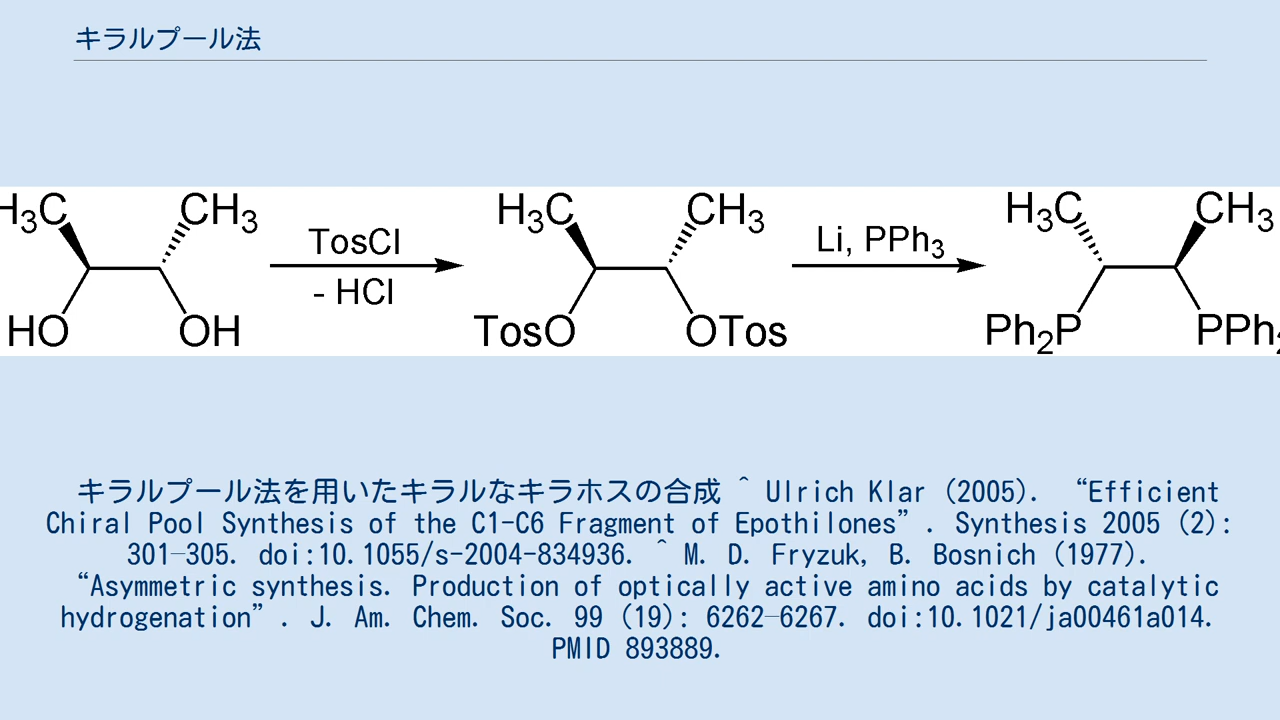 キラルプール法
H3C CH3 TosCl H3C CH3 Li, PPh3 H3C CH3
- HCl
HO OH TosO OTos Ph2P PPh2
キラルプール法を用いたキラルなキラホスの合成 ^ Ulrich Klar (2005). “Efficient
Chiral Pool Synthesis of the C1-C6 Fragment of Epothilones”. Synthesis 2005 (2):
301–305. doi:10.1055/s-2004-834936. ^ M. D. Fryzuk, B. Bosnich (1977).
“Asymmetric synthesis. Production of optically active amino acids by catalytic
hydrogenation”. J. Am. Chem. Soc. 99 (19): 6262–6267. doi:10.1021/ja00461a014.
PMID 893889.